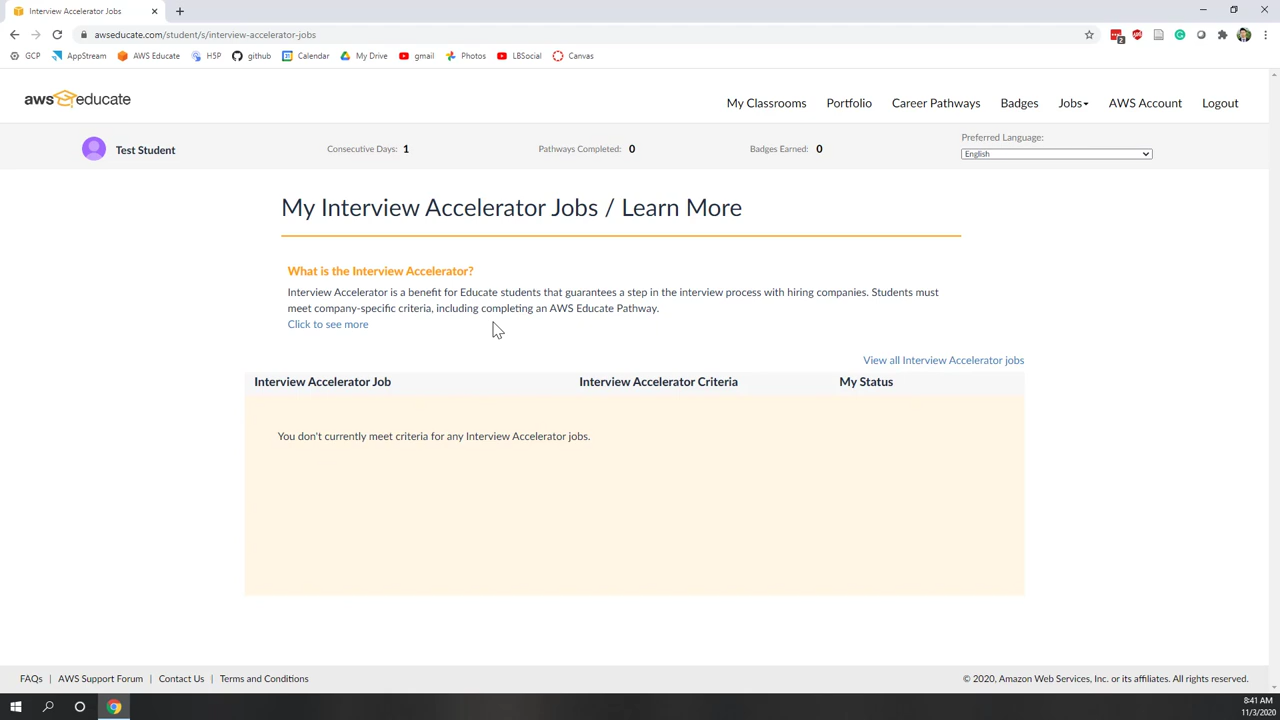 Interview Accelerator Jobs
awseducate.com/student/s/interview-accelerator-jobs
2
GCP AppStream AWS Educate H5P github Calendar My Drive gmail Photos LBSocial Canvas
aws educate
My Classrooms Portfolio Career Pathways Badges Jobs AWS Account Logout
Test Student
Consecutive Days: 1
Pathways Completed: 0
Badges Earned: 0
Preferred Language:
English
My Interview Accelerator Jobs / Learn More
What is the Interview Accelerator?
Interview Accelerator is a benefit for Educate students that guarantees a step in the interview process with hiring companies. Students must
meet company-specific criteria, including completing an AWS Educate Pathway.
Click to see more
View all Interview Accelerator jobs
Interview Accelerator Job Interview Accelerator Criteria My Status
You don't currently meet criteria for any Interview Accelerator jobs.
FAQs | AWS Support Forum | Contact Us | Terms and Conditions
© 2020, Amazon Web Services, Inc. or its affiliates. All rights reserved.
8:41 AM
11/3/2020